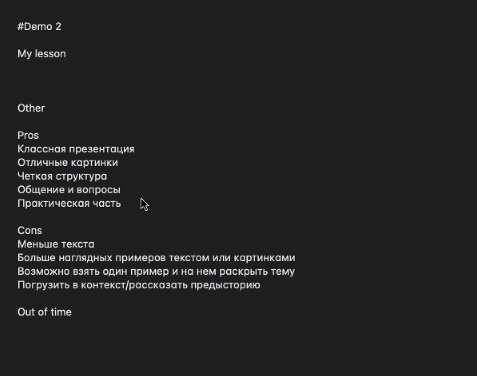 #Demo 2
My lesson
Other
Pros
Классная презентация
Отличные картинки
Четкая структура
Общение и вопросы
Практическая часть
Cons
Меньше текста
Больше наглядных примеров текстом или картинками
Возможно взять один пример и на нем раскрыть тему
Погрузить в контекст/рассказать предысторию
Out of time